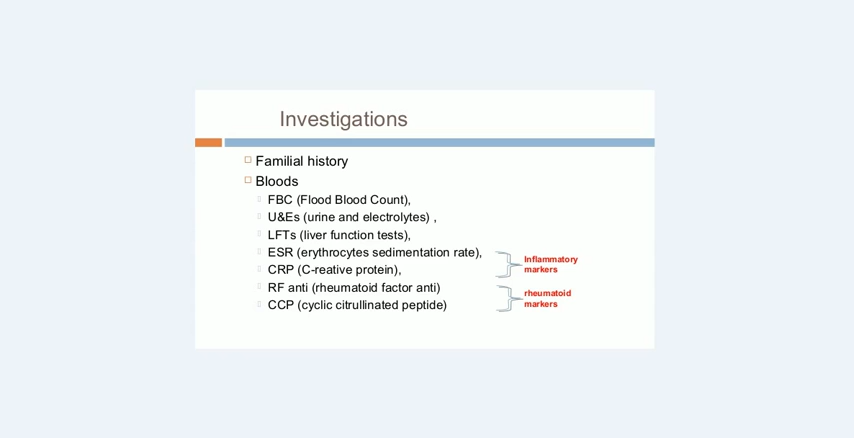 Investigations
Familial history
Bloods
FBC (Flood Blood Count),
U&Es (urine and electrolytes) ,
LFTs (liver function tests),
ESR (erythrocytes sedimentation rate),
CRP (C-reative protein),
Inflammatory
markers
RF anti (rheumatoid factor anti)
CCP (cyclic citrullinated peptide)
rheumatoid
markers